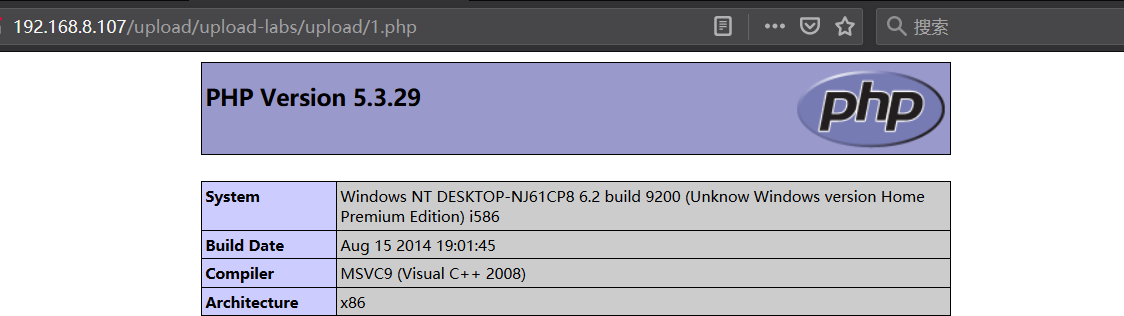 192.168.8.107/upload/upload-labs/upload/1.php
搜索
PHP Version 5.3.29
php
System
Windows NT DESKTOP-NJ61CP8 6.2 build 9200 (Unknow Windows version Home
Premium Edition) i586
Build Date
Aug 15 2014 19:01:45
Compiler
MSVC9 (Visual C++ 2008)
Architecture
x86